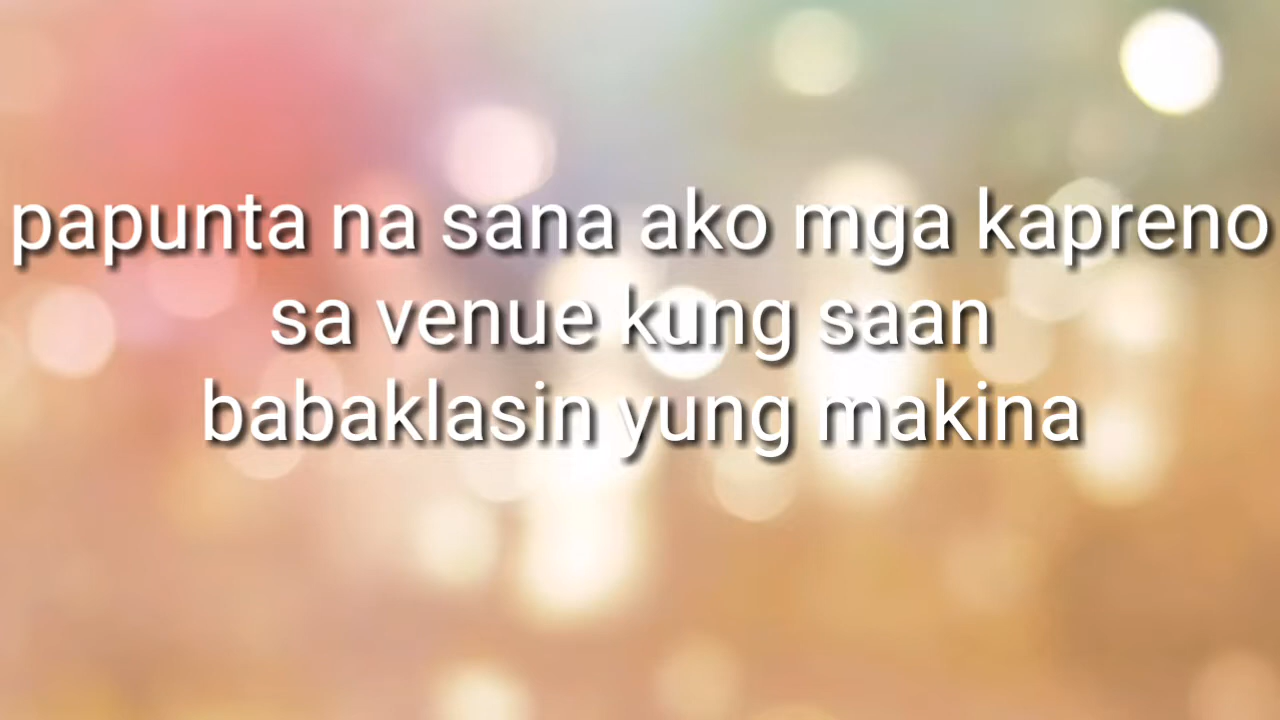 papunta na sana ako mga kapreno
sa venue kung saan
babaklasin yung makina